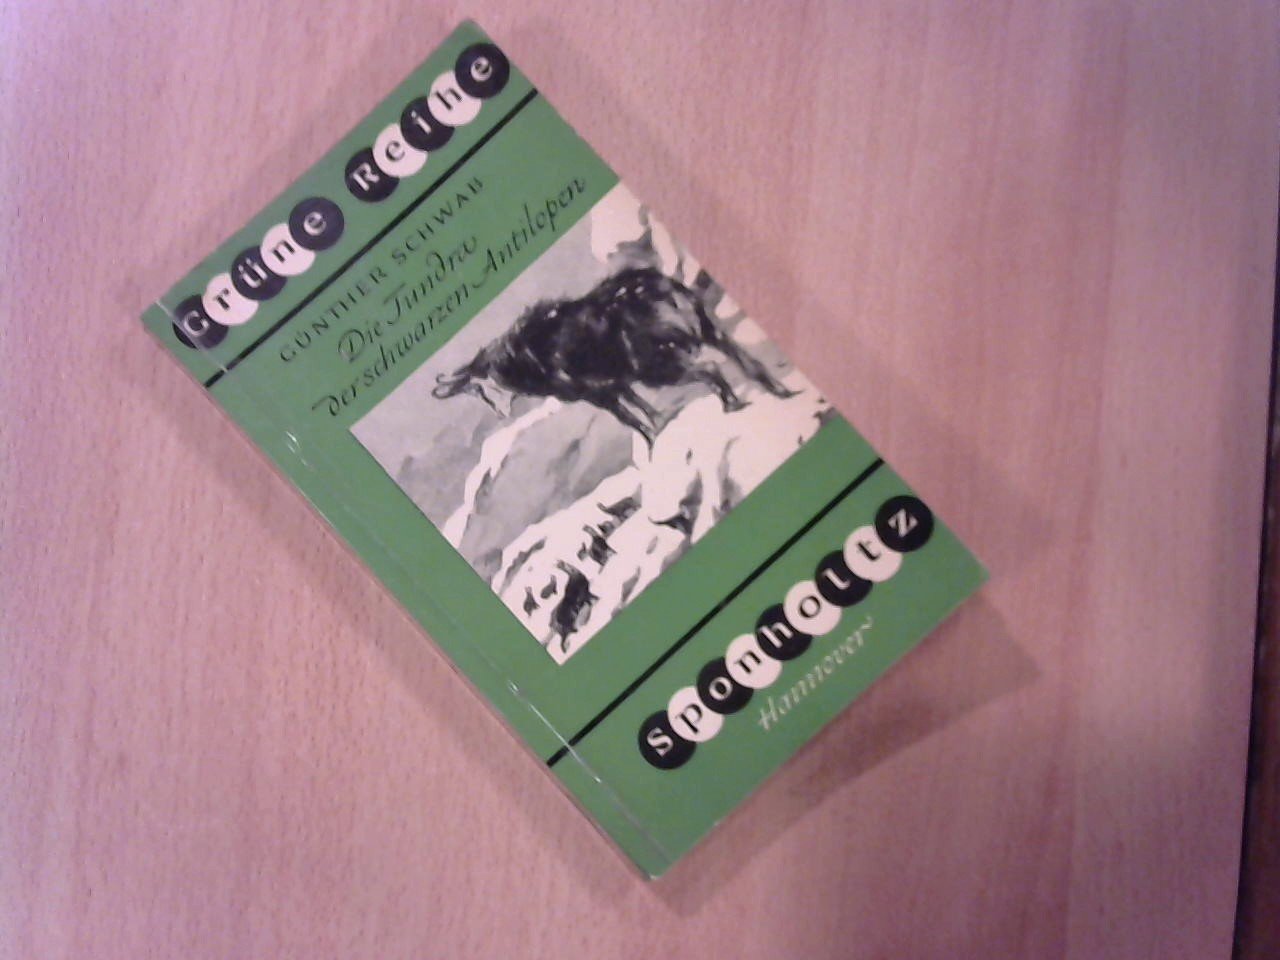 Grüne Reihe
GÜNTHER SCHWAB
Die Tundra
der schwarzen Antilopen
Sponholtz
Hannover